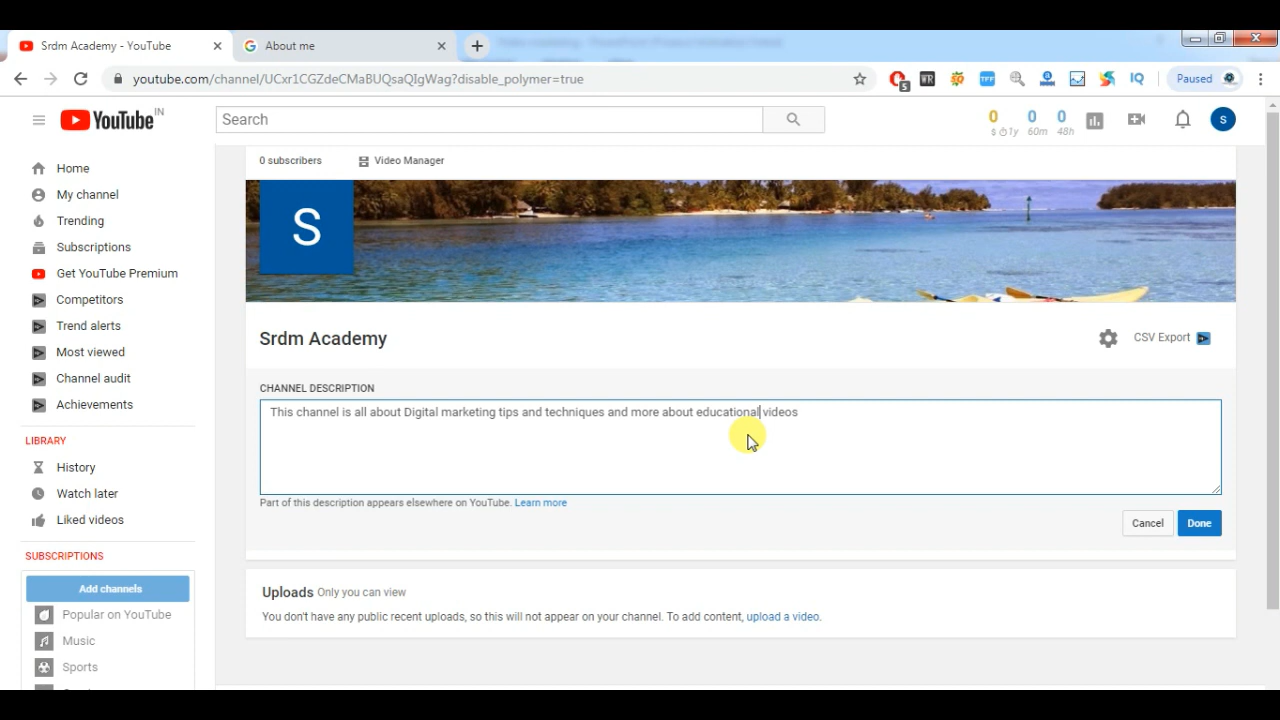 Srdm Academy - YouTube
About me
youtube.com/channel/UCxr1CGZdeCMaBUQsaQIgWag?disable_polymer=true
5
WR
TFF
IQ
Paused
YouTube IN
Search
0 0 0
$ 1y 60m 48h
S
0 subscribers
Video Manager
Home
My channel
Trending
Subscriptions
Get YouTube Premium
Competitors
Trend alerts
Most viewed
Channel audit
Achievements
LIBRARY
History
Watch later
Liked videos
SUBSCRIPTIONS
Add channels
Popular on YouTube
Music
Sports
S
Srdm Academy
CSV Export
CHANNEL DESCRIPTION
This channel is all about Digital marketing tips and techniques and more about educational videos
Part of this description appears elsewhere on YouTube. Learn more
Cancel
Done
Uploads Only you can view
You don't have any public recent uploads, so this will not appear on your channel. To add content, upload a video.